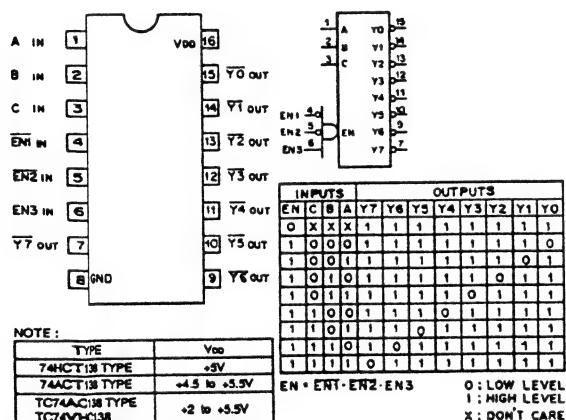 A IN 1
VDD 16
B IN 2
15 Y0 OUT
C IN 3
14 Y1 OUT
EN1 IN 4
13 Y2 OUT
EN2 IN 5
12 Y3 OUT
EN3 IN 6
11 Y4 OUT
Y7 OUT 7
10 Y5 OUT
8 GND
9 Y6 OUT
1 A Y0 15
2 B Y1 14
3 C Y2 13
Y3 12
Y4 11
EN1 4 Y5 10
EN2 5 EN Y6 9
EN3 6 Y7 7
INPUTS OUTPUTS
EN C B A Y7 Y6 Y5 Y4 Y3 Y2 Y1 Y0
0 X X X 1 1 1 1 1 1 1 1
1 0 0 0 1 1 1 1 1 1 1 0
1 0 0 1 1 1 1 1 1 1 0 1
1 0 1 0 1 1 1 1 1 0 1 1
1 0 1 1 1 1 1 1 0 1 1 1
1 1 0 0 1 1 1 0 1 1 1 1
1 1 0 1 1 1 0 1 1 1 1 1
1 1 1 0 1 0 1 1 1 1 1 1
1 1 1 1 0 1 1 1 1 1 1 1
EN = EN1·EN2·EN3
0 : LOW LEVEL
1 : HIGH LEVEL
X : DON'T CARE
NOTE :
TYPE VDD
74HCT138 TYPE +5V
74ACT138 TYPE +4.5 to +5.5V
TC74AC138 TYPE
TC74VHC138
+2 to +5.5V